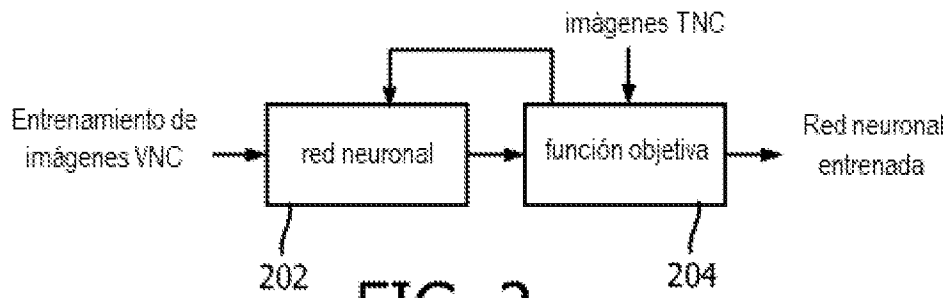 imágenes TNC
Entrenamiento de
imágenes VNC
red neuronal
función objetiva
Red neuronal
entrenada
202
204